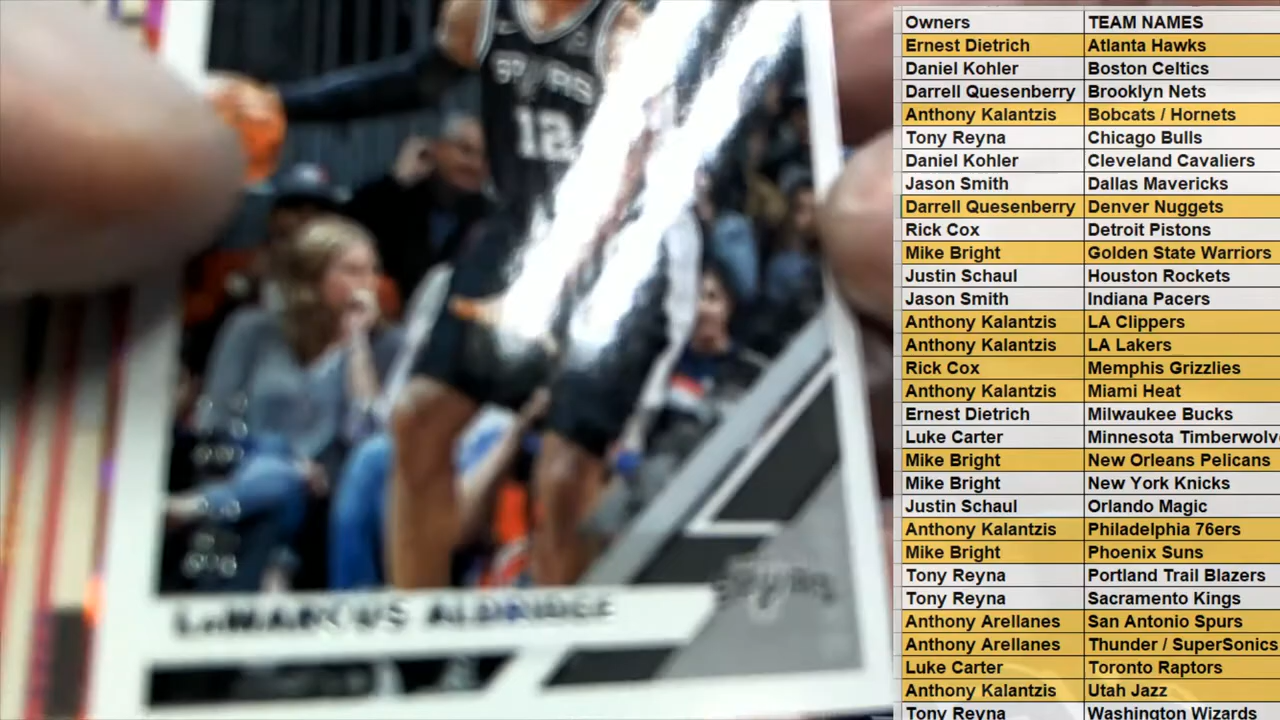 SPURS
12
LaMARCUS ALDRIDGE
Owners TEAM NAMES
Ernest Dietrich Atlanta Hawks
Daniel Kohler Boston Celtics
Darrell Quesenberry Brooklyn Nets
Anthony Kalantzis Bobcats / Hornets
Tony Reyna Chicago Bulls
Daniel Kohler Cleveland Cavaliers
Jason Smith Dallas Mavericks
Darrell Quesenberry Denver Nuggets
Rick Cox Detroit Pistons
Mike Bright Golden State Warriors
Justin Schaul Houston Rockets
Jason Smith Indiana Pacers
Anthony Kalantzis LA Clippers
Anthony Kalantzis LA Lakers
Rick Cox Memphis Grizzlies
Anthony Kalantzis Miami Heat
Ernest Dietrich Milwaukee Bucks
Luke Carter Minnesota Timberwolv
Mike Bright New Orleans Pelicans
Mike Bright New York Knicks
Justin Schaul Orlando Magic
Anthony Kalantzis Philadelphia 76ers
Mike Bright Phoenix Suns
Tony Reyna Portland Trail Blazers
Tony Reyna Sacramento Kings
Anthony Arellanes San Antonio Spurs
Anthony Arellanes Thunder / SuperSonics
Luke Carter Toronto Raptors
Anthony Kalantzis Utah Jazz
Tony Reyna Washington Wizards